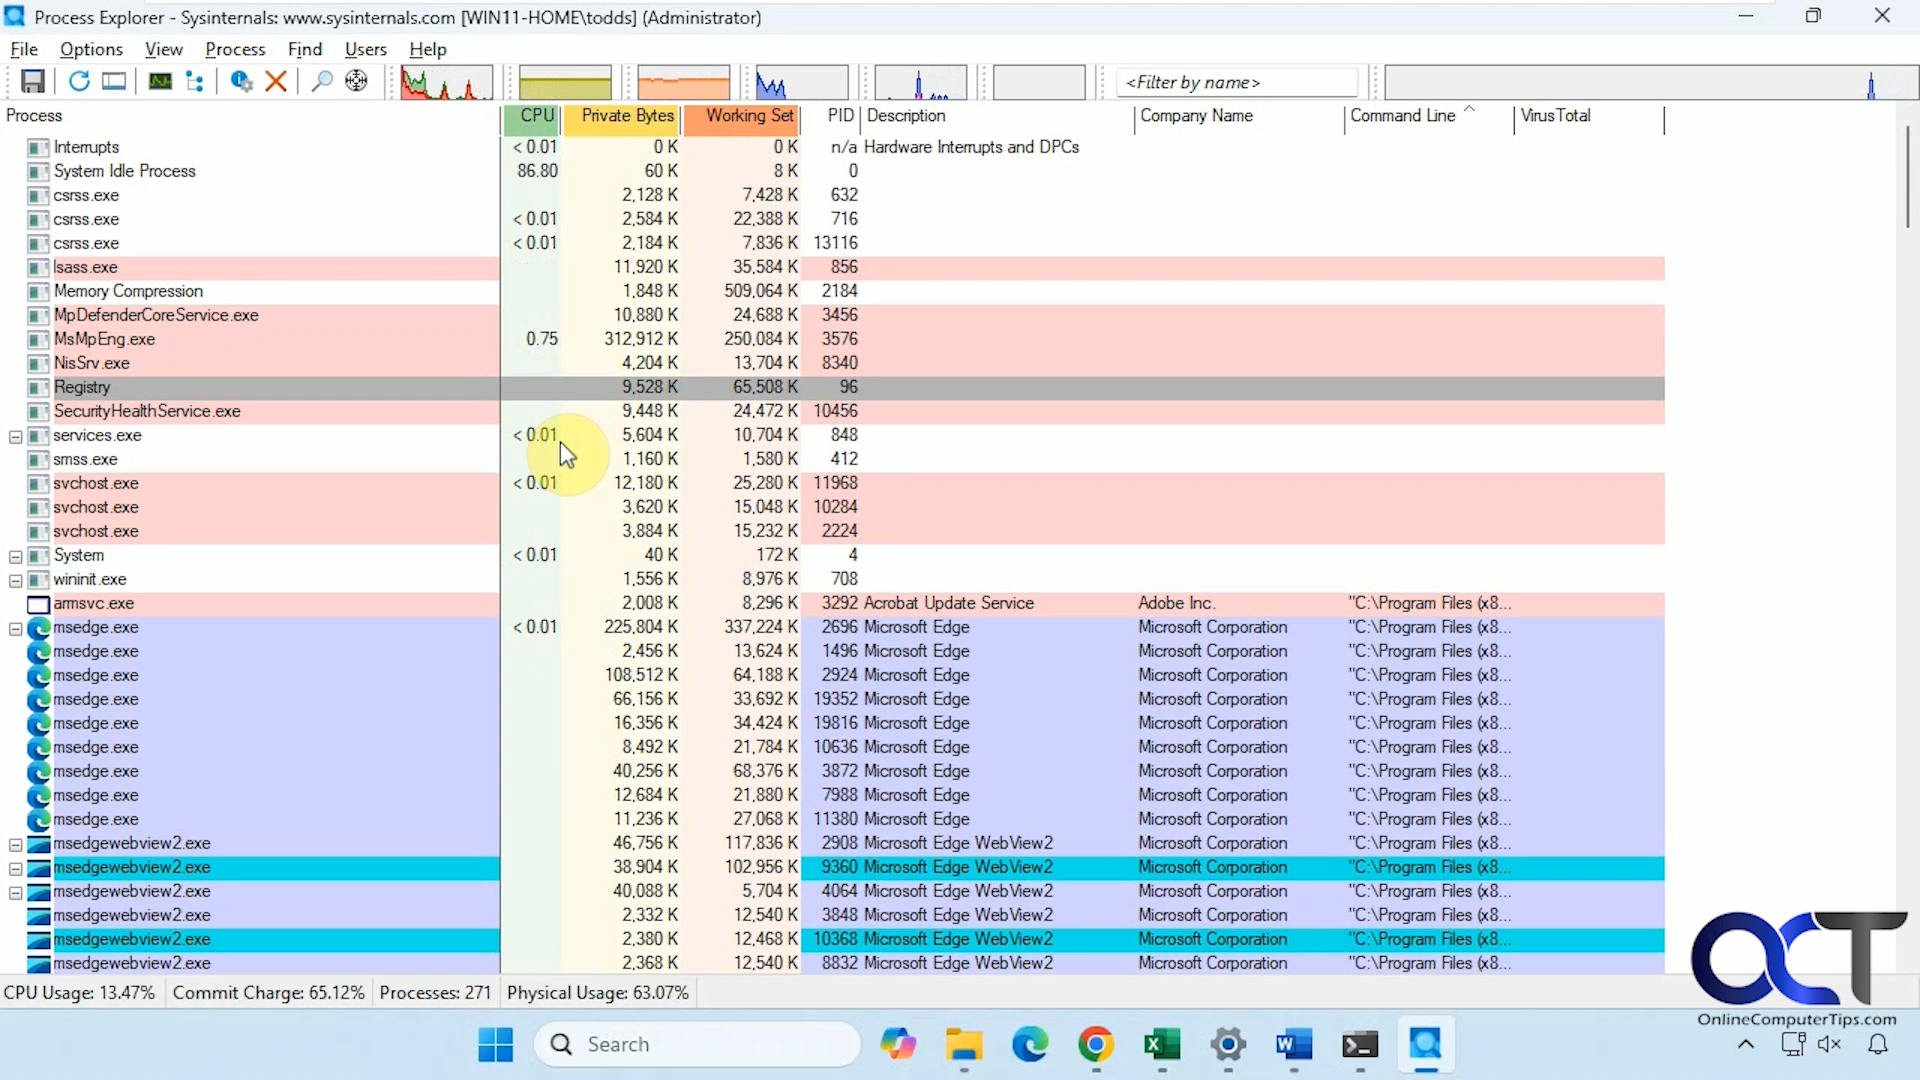 Process Explorer - Sysinternals: www.sysinternals.com [WIN11-HOME\todds] (Administrator)
File Options View Process Find Users Help
<Filter by name>
Process CPU Private Bytes Working Set PID Description Company Name Command Line VirusTotal
Interrupts < 0.01 0 K 0 K n/a Hardware Interrupts and DPCs
System Idle Process 86.80 60 K 8 K 0
csrss.exe 2,128 K 7,428 K 632
csrss.exe < 0.01 2,584 K 22,388 K 716
csrss.exe < 0.01 2,184 K 7,836 K 13116
lsass.exe 11,920 K 35,584 K 856
Memory Compression 1,848 K 509,064 K 2184
MpDefenderCoreService.exe 10,880 K 24,688 K 3456
MsMpEng.exe 0.75 312,912 K 250,084 K 3576
NisSrv.exe 4,204 K 13,704 K 8340
Registry 9,528 K 65,508 K 96
SecurityHealthService.exe 9,448 K 24,472 K 10456
services.exe < 0.01 5,604 K 10,704 K 848
smss.exe 1,160 K 1,580 K 412
svchost.exe < 0.01 12,180 K 25,280 K 11968
svchost.exe 3,620 K 15,048 K 10284
svchost.exe 3,884 K 15,232 K 2224
System < 0.01 40 K 172 K 4
wininit.exe 1,556 K 8,976 K 708
armsvc.exe 2,008 K 8,296 K 3292 Acrobat Update Service Adobe Inc. "C:\Program Files (x8...
msedge.exe < 0.01 225,804 K 337,224 K 2696 Microsoft Edge Microsoft Corporation "C:\Program Files (x8...
msedge.exe 2,456 K 13,624 K 1496 Microsoft Edge Microsoft Corporation "C:\Program Files (x8...
msedge.exe 108,512 K 64,188 K 2924 Microsoft Edge Microsoft Corporation "C:\Program Files (x8...
msedge.exe 66,156 K 33,692 K 19352 Microsoft Edge Microsoft Corporation "C:\Program Files (x8...
msedge.exe 16,356 K 34,424 K 19816 Microsoft Edge Microsoft Corporation "C:\Program Files (x8...
msedge.exe 8,492 K 21,784 K 10636 Microsoft Edge Microsoft Corporation "C:\Program Files (x8...
msedge.exe 40,256 K 68,376 K 3872 Microsoft Edge Microsoft Corporation "C:\Program Files (x8...
msedge.exe 12,684 K 21,880 K 7988 Microsoft Edge Microsoft Corporation "C:\Program Files (x8...
msedge.exe 11,236 K 27,068 K 11380 Microsoft Edge Microsoft Corporation "C:\Program Files (x8...
msedgewebview2.exe 46,756 K 117,836 K 2908 Microsoft Edge WebView2 Microsoft Corporation "C:\Program Files (x8...
msedgewebview2.exe 38,904 K 102,956 K 9360 Microsoft Edge WebView2 Microsoft Corporation "C:\Program Files (x8...
msedgewebview2.exe 40,088 K 5,704 K 4064 Microsoft Edge WebView2 Microsoft Corporation "C:\Program Files (x8...
msedgewebview2.exe 2,332 K 12,540 K 3848 Microsoft Edge WebView2 Microsoft Corporation "C:\Program Files (x8...
msedgewebview2.exe 2,380 K 12,468 K 10368 Microsoft Edge WebView2 Microsoft Corporation "C:\Program Files (x8...
msedgewebview2.exe 2,368 K 12,540 K 8832 Microsoft Edge WebView2 Microsoft Corporation "C:\Program Files (x8...
CPU Usage: 13.47% Commit Charge: 65.12% Processes: 271 Physical Usage: 63.07%
OCT
OnlineComputerTips.com
Search